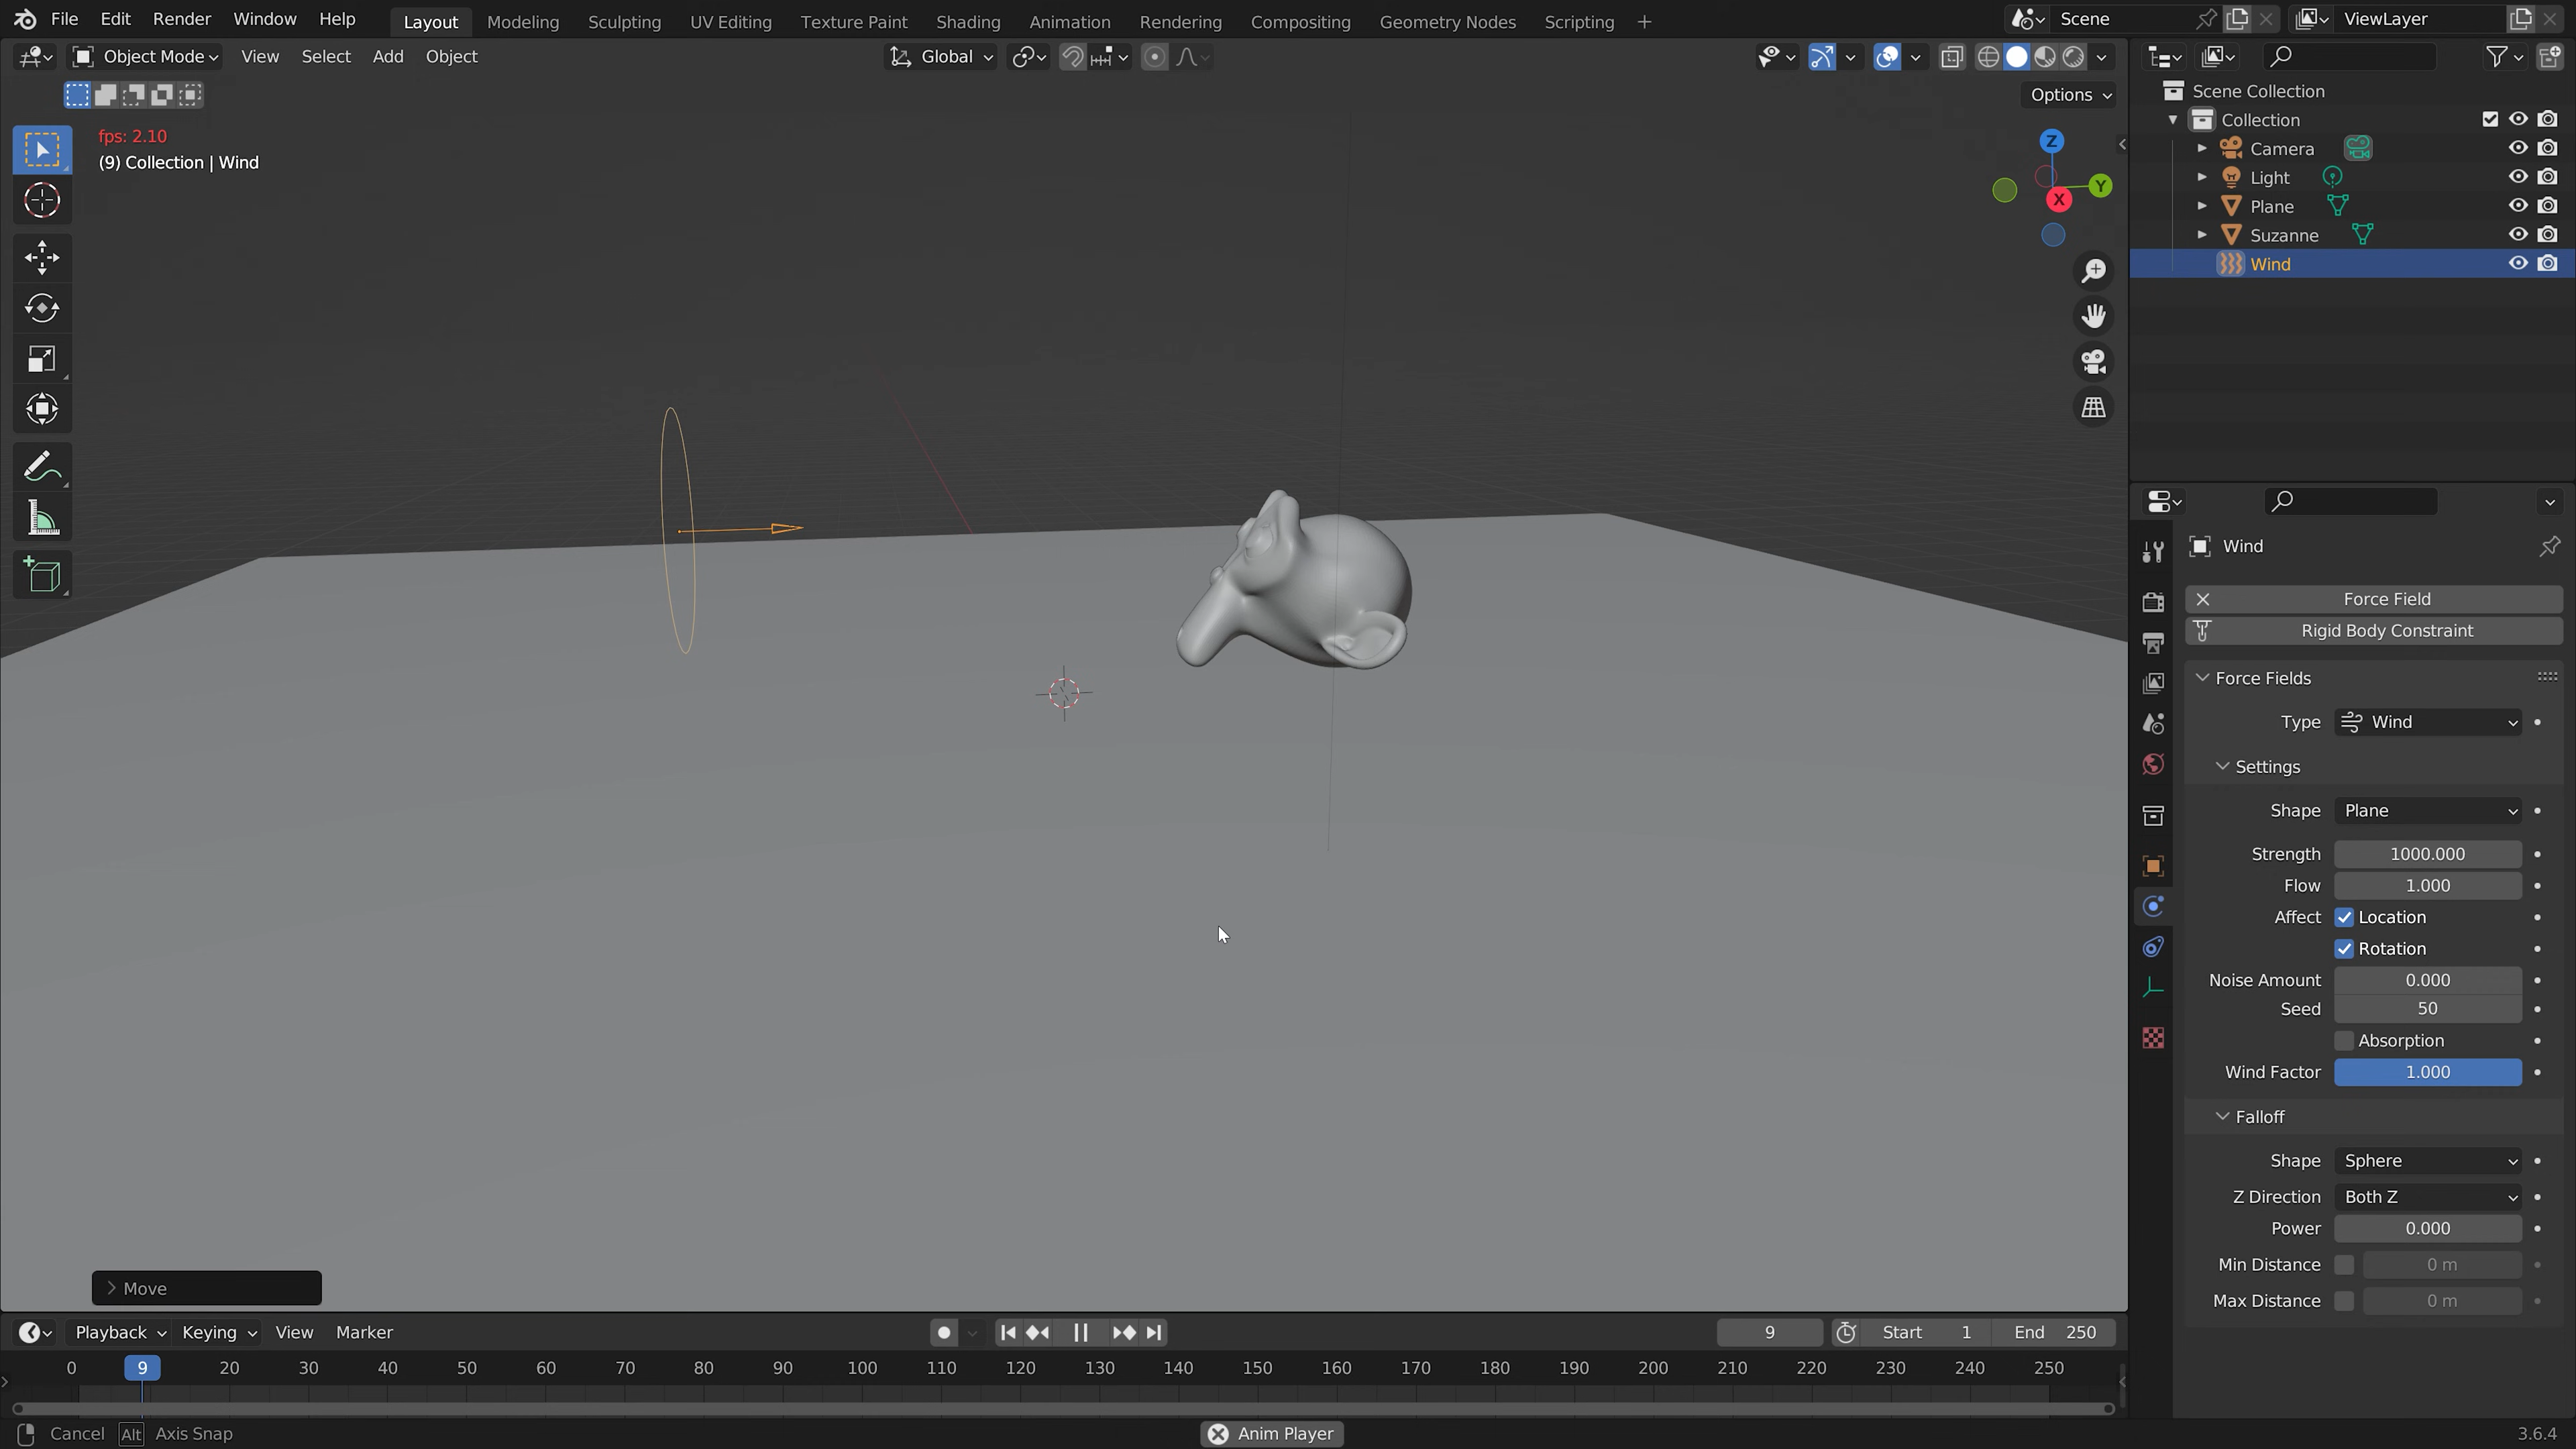 File Edit Render Window Help Layout Modeling Sculpting UV Editing Texture Paint Shading Animation Rendering Compositing Geometry Nodes Scripting + Scene ViewLayer
Object Mode View Select Add Object Global
Options
fps: 2.10
(9) Collection | Wind
Z
Y
X
Scene Collection
Collection
Camera
Light
Plane
Suzanne
Wind
Wind
Force Field
Rigid Body Constraint
Force Fields
Type Wind
Settings
Shape Plane
Strength 1000.000
Flow 1.000
Affect Location
Rotation
Noise Amount 0.000
Seed 50
Absorption
Wind Factor 1.000
Falloff
Shape Sphere
Z Direction Both Z
Power 0.000
Min Distance 0 m
Max Distance 0 m
Move
Playback Keying View Marker 9 Start 1 End 250
0 9 20 30 40 50 60 70 80 90 100 110 120 130 140 150 160 170 180 190 200 210 220 230 240 250
Cancel Alt Axis Snap Anim Player 3.6.4